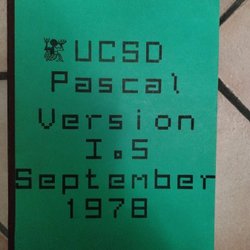 UCSD
Pascal
Version
I.5
September
1978